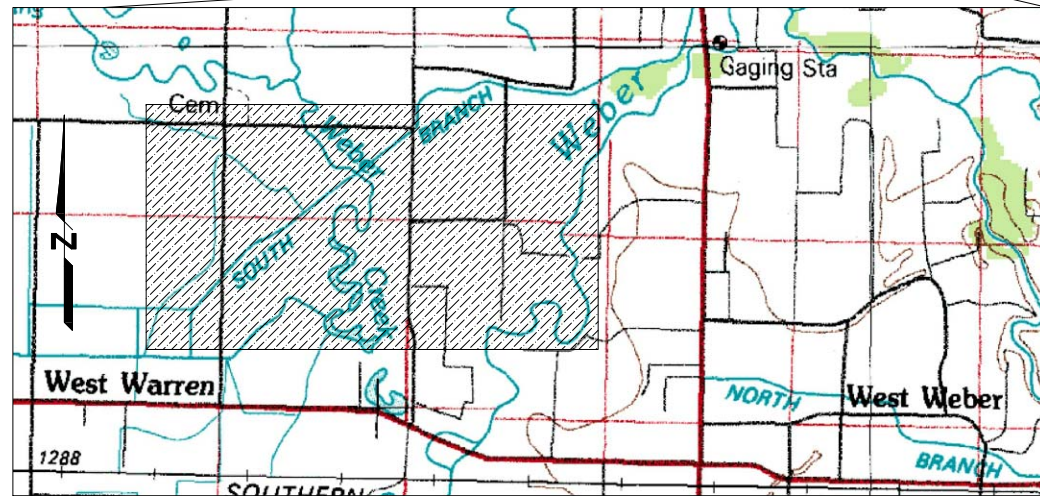 Gaging Sta
Cem
Weber
BRANCH
Weber
SOUTH
Creek
N
West Warren
NORTH
West Weber
1288
BRANCH
SOUTHERN